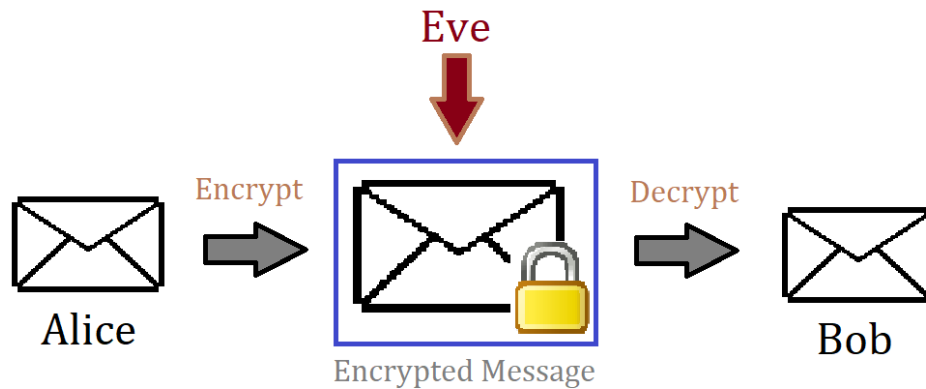 Eve
Encrypt
Decrypt
Alice
Bob
Encrypted Message